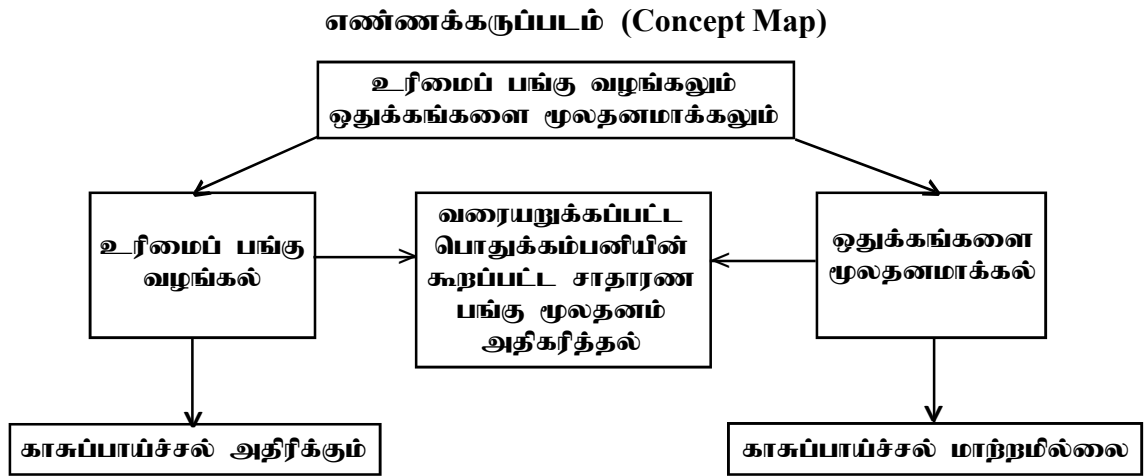 எண்ணக்கருப்படம் (Concept Map)
உரிமைப் பங்கு வழங்கலும்
ஒதுக்கங்களை மூலதனமாக்கலும்
உரிமைப் பங்கு
வழங்கல்
வரையறுக்கப்பட்ட
பொதுக்கம்பனியின்
கூறப்பட்ட சாதாரண
பங்கு மூலதனம்
அதிகரித்தல்
ஒதுக்கங்களை
மூலதனமாக்கல்
காசுப்பாய்ச்சல் அதிரிக்கும்
காசுப்பாய்ச்சல் மாற்றமில்லை